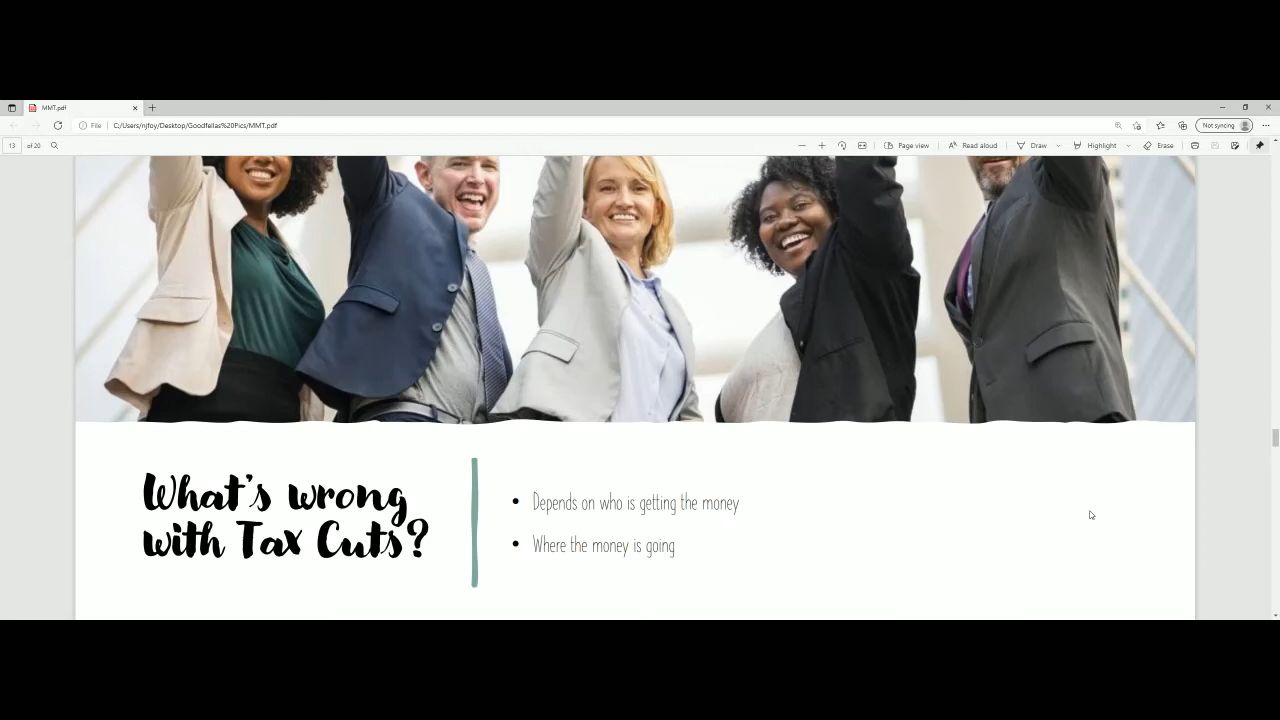 MMT.pdf
File
C:/Users/njfoy/Desktop/Goodfellas%20Pics/MMT.pdf
Not syncing
13 of 20
Page view
Read aloud
Draw
Highlight
Erase
What's wrong
with Tax Cuts?
• Depends on who is getting the money
• Where the money is going